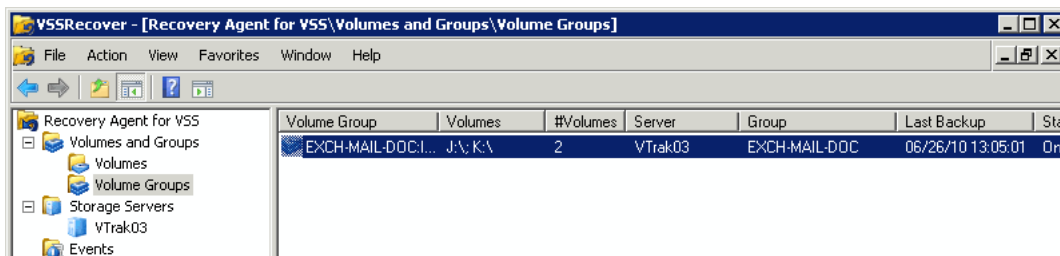 VSSRecover - [Recovery Agent for VSS\Volumes and Groups\Volume Groups]
File Action View Favorites Window Help
Recovery Agent for VSS
Volumes and Groups
Volumes
Volume Groups
Storage Servers
VTrak03
Events
Volume Group Volumes #Volumes Server Group Last Backup Sta
EXCH-MAIL-DOC:I... J:\; K:\ 2 VTrak03 EXCH-MAIL-DOC 06/26/10 13:05:01 On